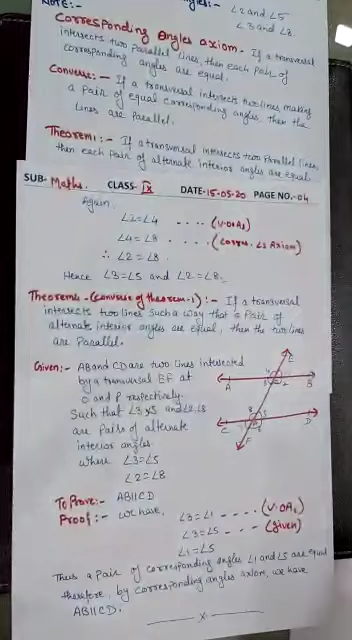 NOTE:-
∠2 and ∠5
∠3 and ∠8.
Corresponding Angles axiom - If a transversal
intersects two parallel lines, then each pair of
corresponding angles are equal.
Converse: - If a transversal intersects two lines making
a pair of equal corresponding angles, then the
lines are parallel.
Theorem1:- If a transversal intersects two parallel lines,
then each pair of alternate interior angles are equal.
SUB- Maths. CLASS- IX DATE- 15-05-20 PAGE NO.- 04
Again,
∠2=∠4 .... (V.O.A,)
∠4=∠8 .... (Corres. ∠s Axiom)
∴ ∠2=∠8
Hence ∠3=∠5 and ∠2=∠8.
Theorem - (converse of theorem-1) :- If a transversal
intersects two lines such a way that a pair of
alternate interior angles are equal, then the two lines
are parallel.
Given:- AB and CD are two lines intersected
by a transversal EF at
O and P respectively.
Such that ∠3 & 5 and ∠2,∠8
are pairs of alternate
interior angles.
where ∠3=∠5
∠2=∠8
E
A B
C D
F
To Prove:- AB||CD
Proof:- we have,
∠3=∠1 .... (V.OA,)
∠3=∠5 ... (given)
∠1=∠5
Thus a pair of corresponding angles ∠1 and ∠5 are equal
therefore, by corresponding angles axiom, we have
AB||CD.
x